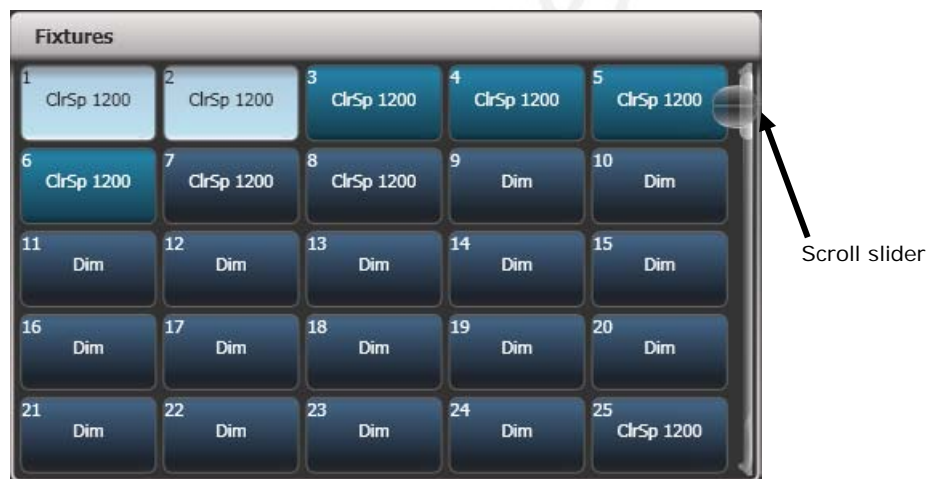 Fixtures
1 2 3 4 5
ClrSp 1200 ClrSp 1200 ClrSp 1200 ClrSp 1200 ClrSp 1200
6 7 8 9 10
ClrSp 1200 ClrSp 1200 ClrSp 1200 Dim Dim
11 12 13 14 15
Dim Dim Dim Dim Dim
Scroll slider
16 17 18 19 20
Dim Dim Dim Dim Dim
21 22 23 24 25
Dim Dim Dim Dim ClrSp 1200